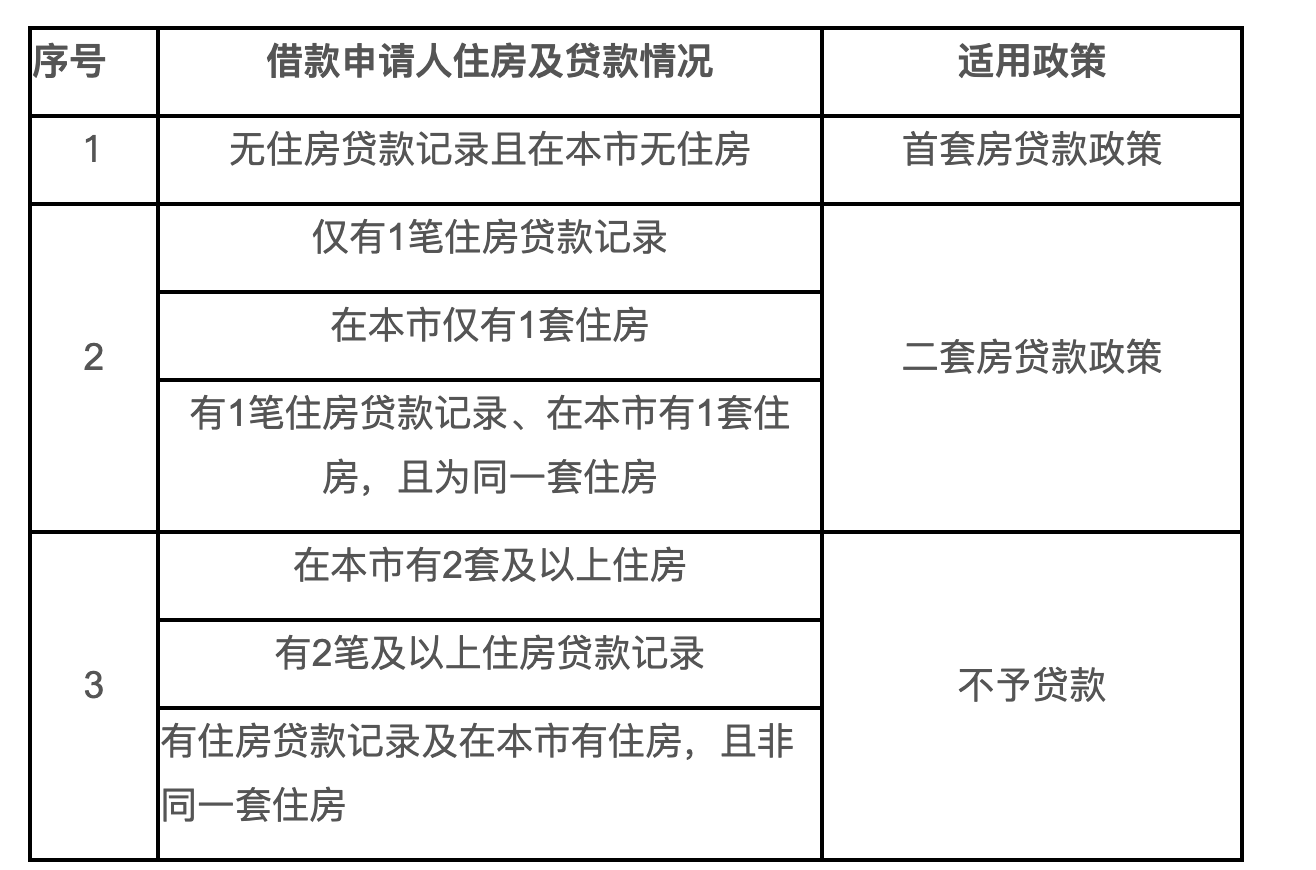 序号 借款申请人住房及贷款情况 适用政策
1 无住房贷款记录且在本市无住房 首套房贷款政策
仅有1笔住房贷款记录
在本市仅有1套住房
2 二套房贷款政策
有1笔住房贷款记录、在本市有1套住
房，且为同一套住房
在本市有2套及以上住房
有2笔及以上住房贷款记录
3 不予贷款
有住房贷款记录及在本市有住房，且非
同一套住房